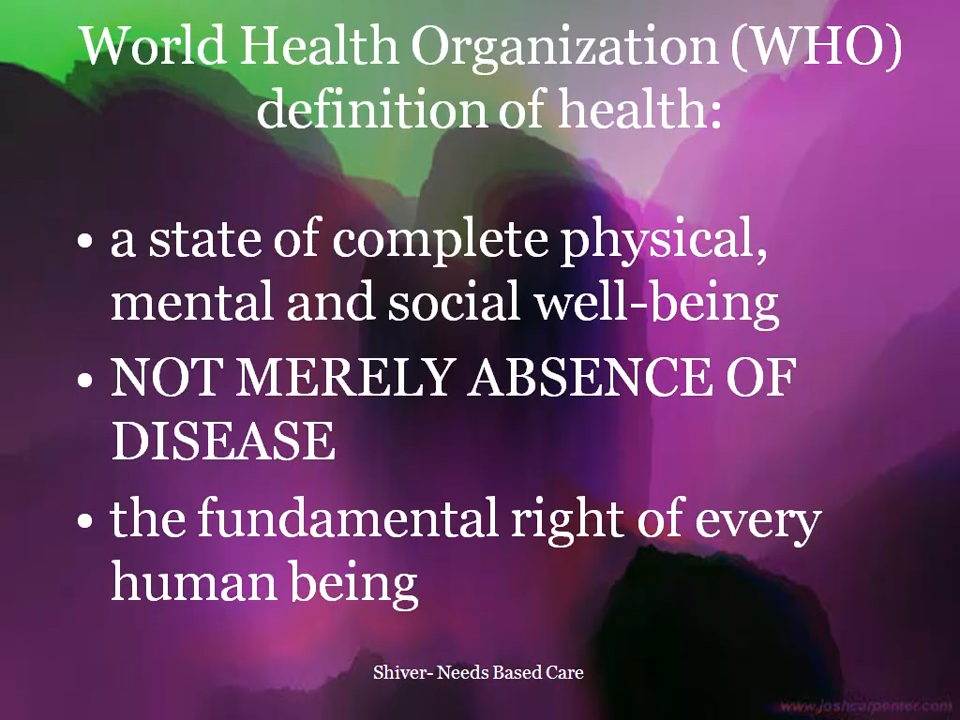 World Health Organization (WHO)
definition of health:
• a state of complete physical,
mental and social well-being
• NOT MERELY ABSENCE OF
DISEASE
• the fundamental right of every
human being
Shiver- Needs Based Care
www.joshcarpenter.com